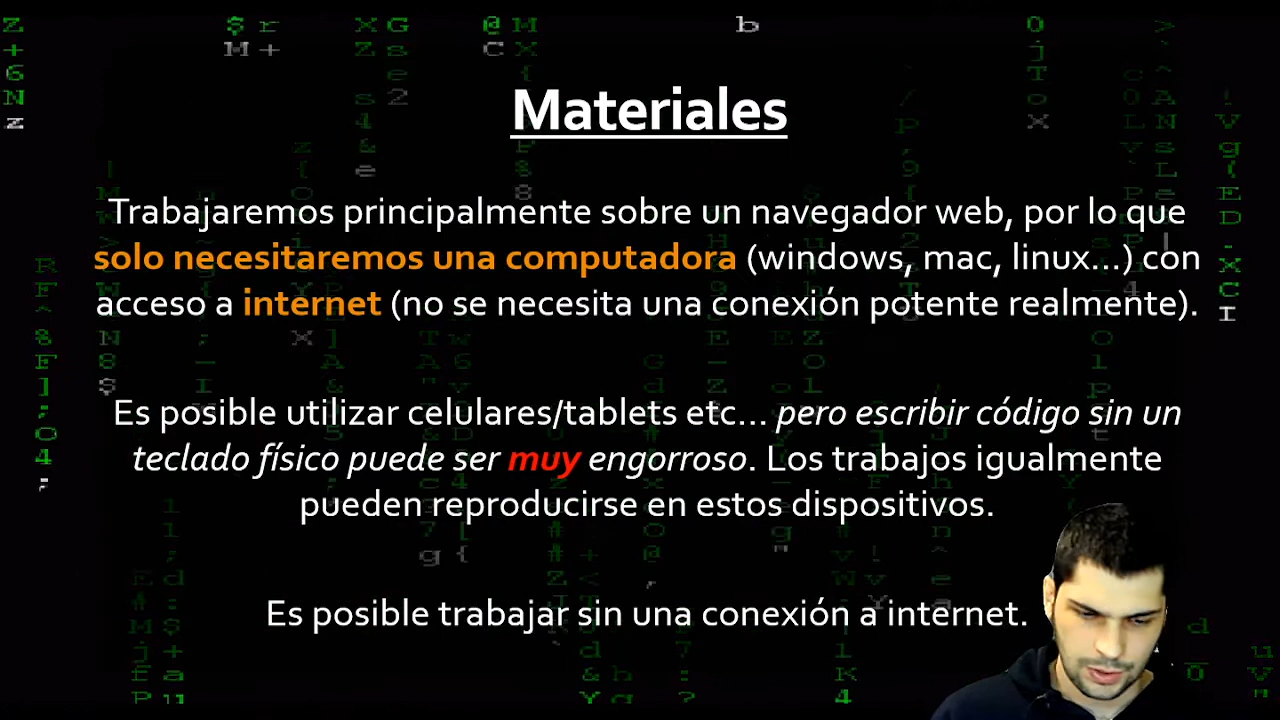 Materiales
Trabajaremos principalmente sobre un navegador web, por lo que
solo necesitaremos una computadora (windows, mac, linux...) con
acceso a internet (no se necesita una conexión potente realmente).
Es posible utilizar celulares/tablets etc... pero escribir código sin un
teclado físico puede ser muy engorroso. Los trabajos igualmente
pueden reproducirse en estos dispositivos.
Es posible trabajar sin una conexión a internet.